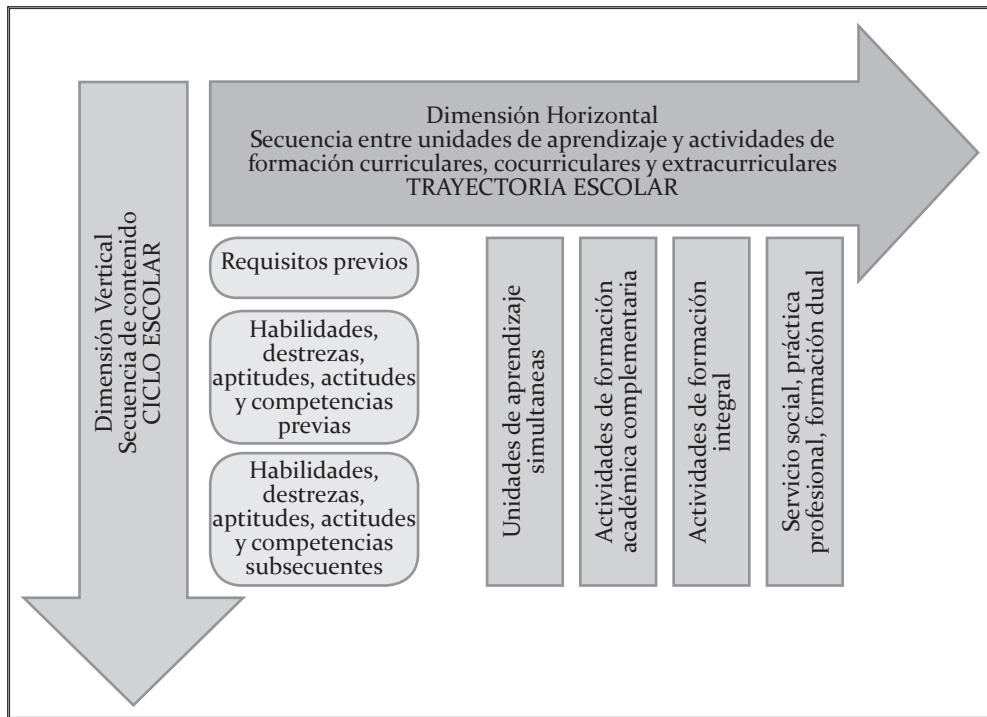 Dimensión Horizontal
Secuencia entre unidades de aprendizaje y actividades de
formación curriculares, cocurriculares y extracurriculares
TRAYECTORIA ESCOLAR
Dimensión Vertical
Secuencia de contenido
CICLO ESCOLAR
Requisitos previos
Habilidades,
destrezas,
aptitudes, actitudes
y competencias
previas
Habilidades,
destrezas,
aptitudes, actitudes
y competencias
subsecuentes
Unidades de aprendizaje
simultaneas
Actividades de formación
académica complementaria
Actividades de formación
integral
Servicio social, práctica
profesional, formación dual